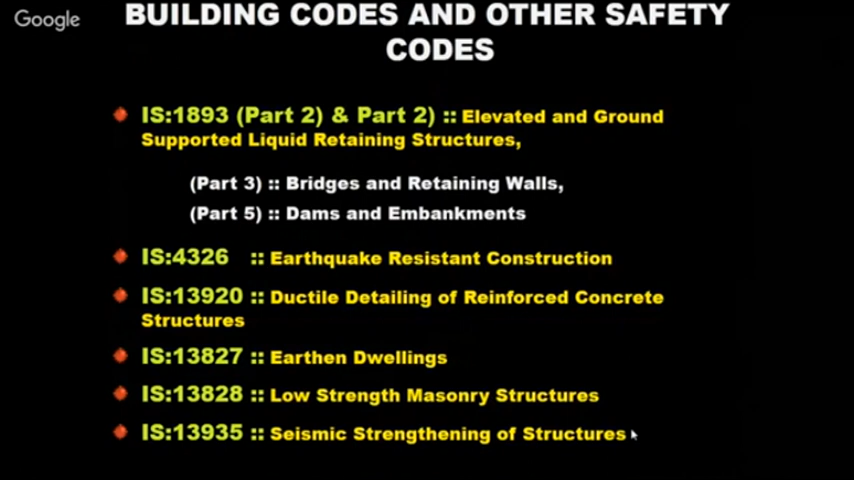 Google
BUILDING CODES AND OTHER SAFETY
CODES
IS:1893 (Part 2) & Part 2) :: Elevated and Ground
Supported Liquid Retaining Structures,
(Part 3) :: Bridges and Retaining Walls,
(Part 5) :: Dams and Embankments
IS:4326 :: Earthquake Resistant Construction
IS:13920 :: Ductile Detailing of Reinforced Concrete
Structures
IS:13827 :: Earthen Dwellings
IS:13828 :: Low Strength Masonry Structures
IS:13935 :: Seismic Strengthening of Structures